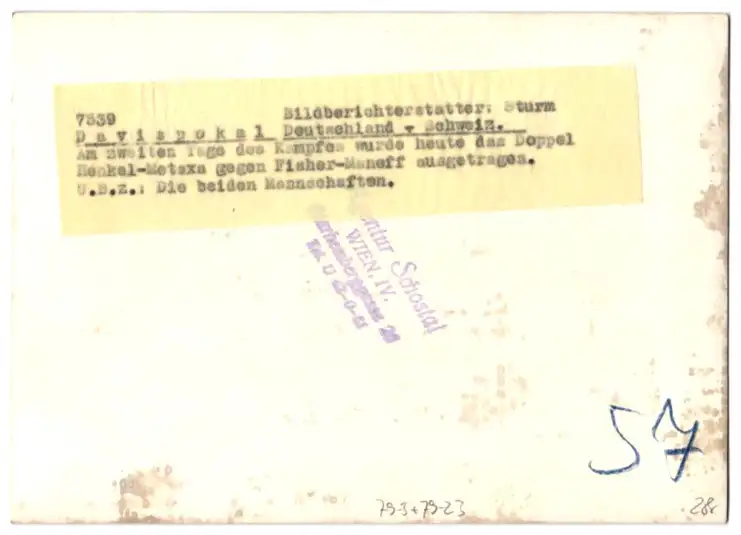 7539 Bildberichterstatter: Sturm
Davispokal Deutschland - Schweiz.
Am zweiten Tage des Kampfes wurde heute das Doppel
Henkel-Metaxa gegen Fisher-Maneff ausgetragen.
U.B.z.: Die beiden Mannschaften.
ntur Schostal
WIEN, IV.
57
79-3+79-23
28r